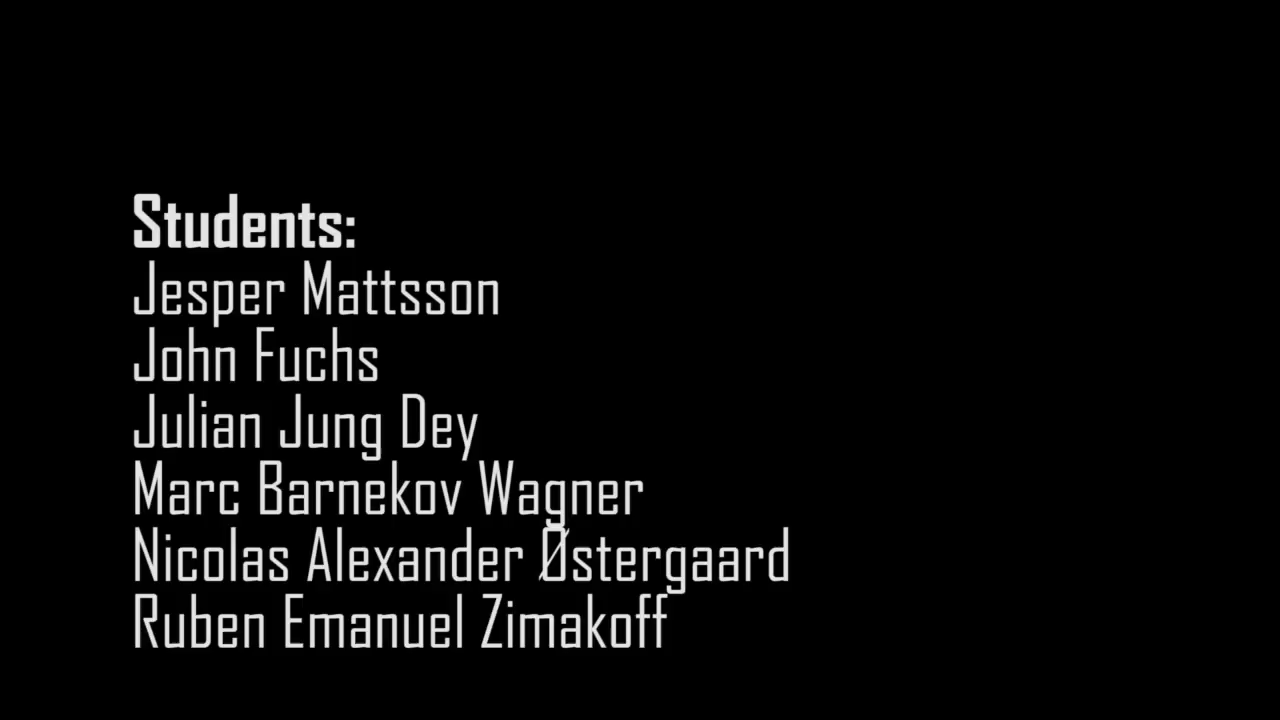 Students:
Jesper Mattsson
John Fuchs
Julian Jung Dey
Marc Barnekov Wagner
Nicolas Alexander Østergaard
Ruben Emanuel Zimakoff